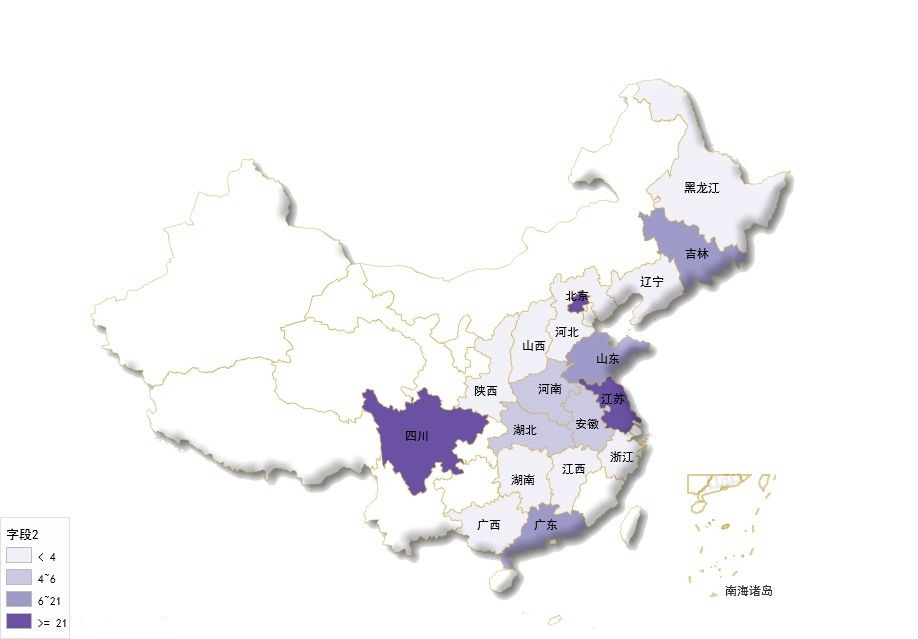 黑龙江
吉林
辽宁
北京
河北
山西
山东
陕西
河南
江苏
湖北
安徽
四川
浙江
江西
湖南
广西
广东
南海诸岛
字段2
< 4
4~6
6~21
>= 21